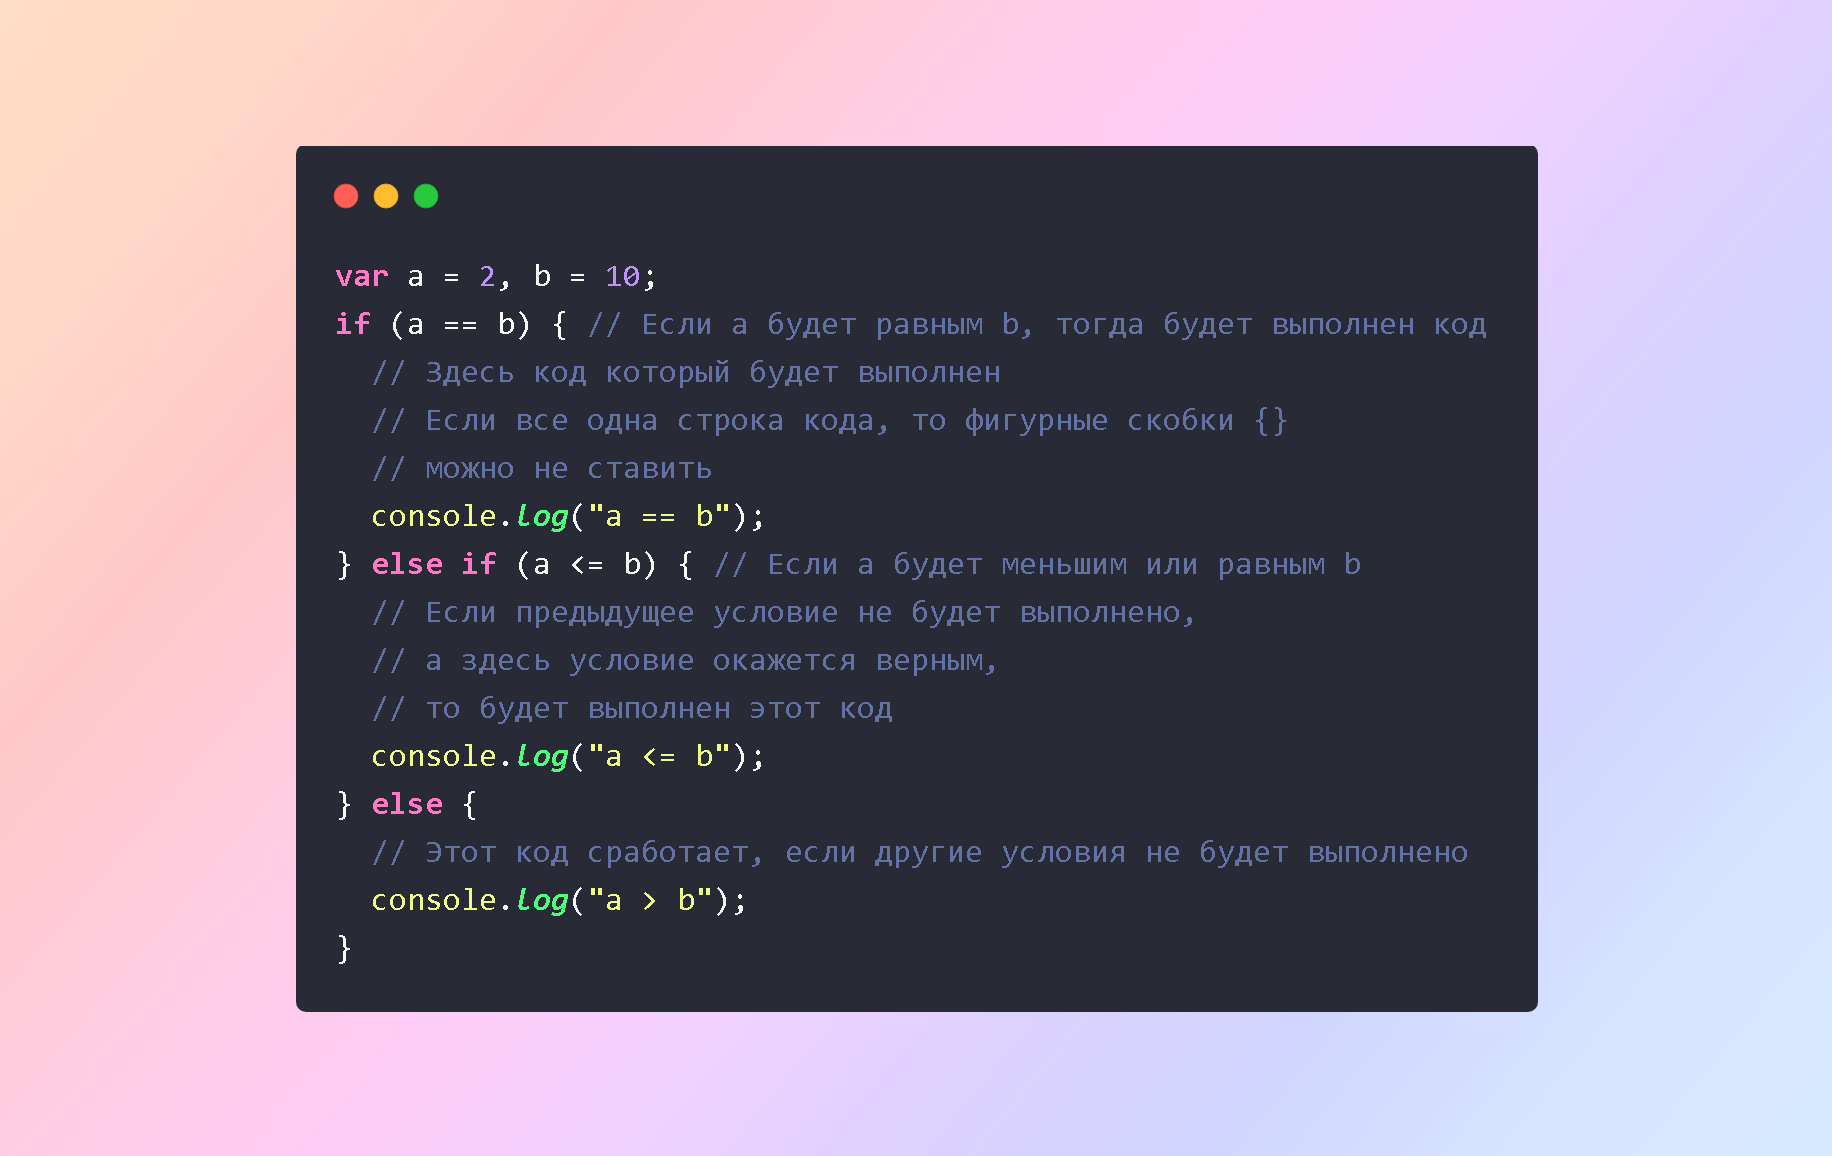 var a = 2, b = 10;
if (a == b) { // Если a будет равным b, тогда будет выполнен код
  // Здесь код который будет выполнен
  // Если все одна строка кода, то фигурные скобки {}
  // можно не ставить
  console.log("a == b");
} else if (a <= b) { // Если a будет меньшим или равным b
  // Если предыдущее условие не будет выполнено,
  // а здесь условие окажется верным,
  // то будет выполнен этот код
  console.log("a <= b");
} else {
  // Этот код сработает, если другие условия не будет выполнено
  console.log("a > b");
}